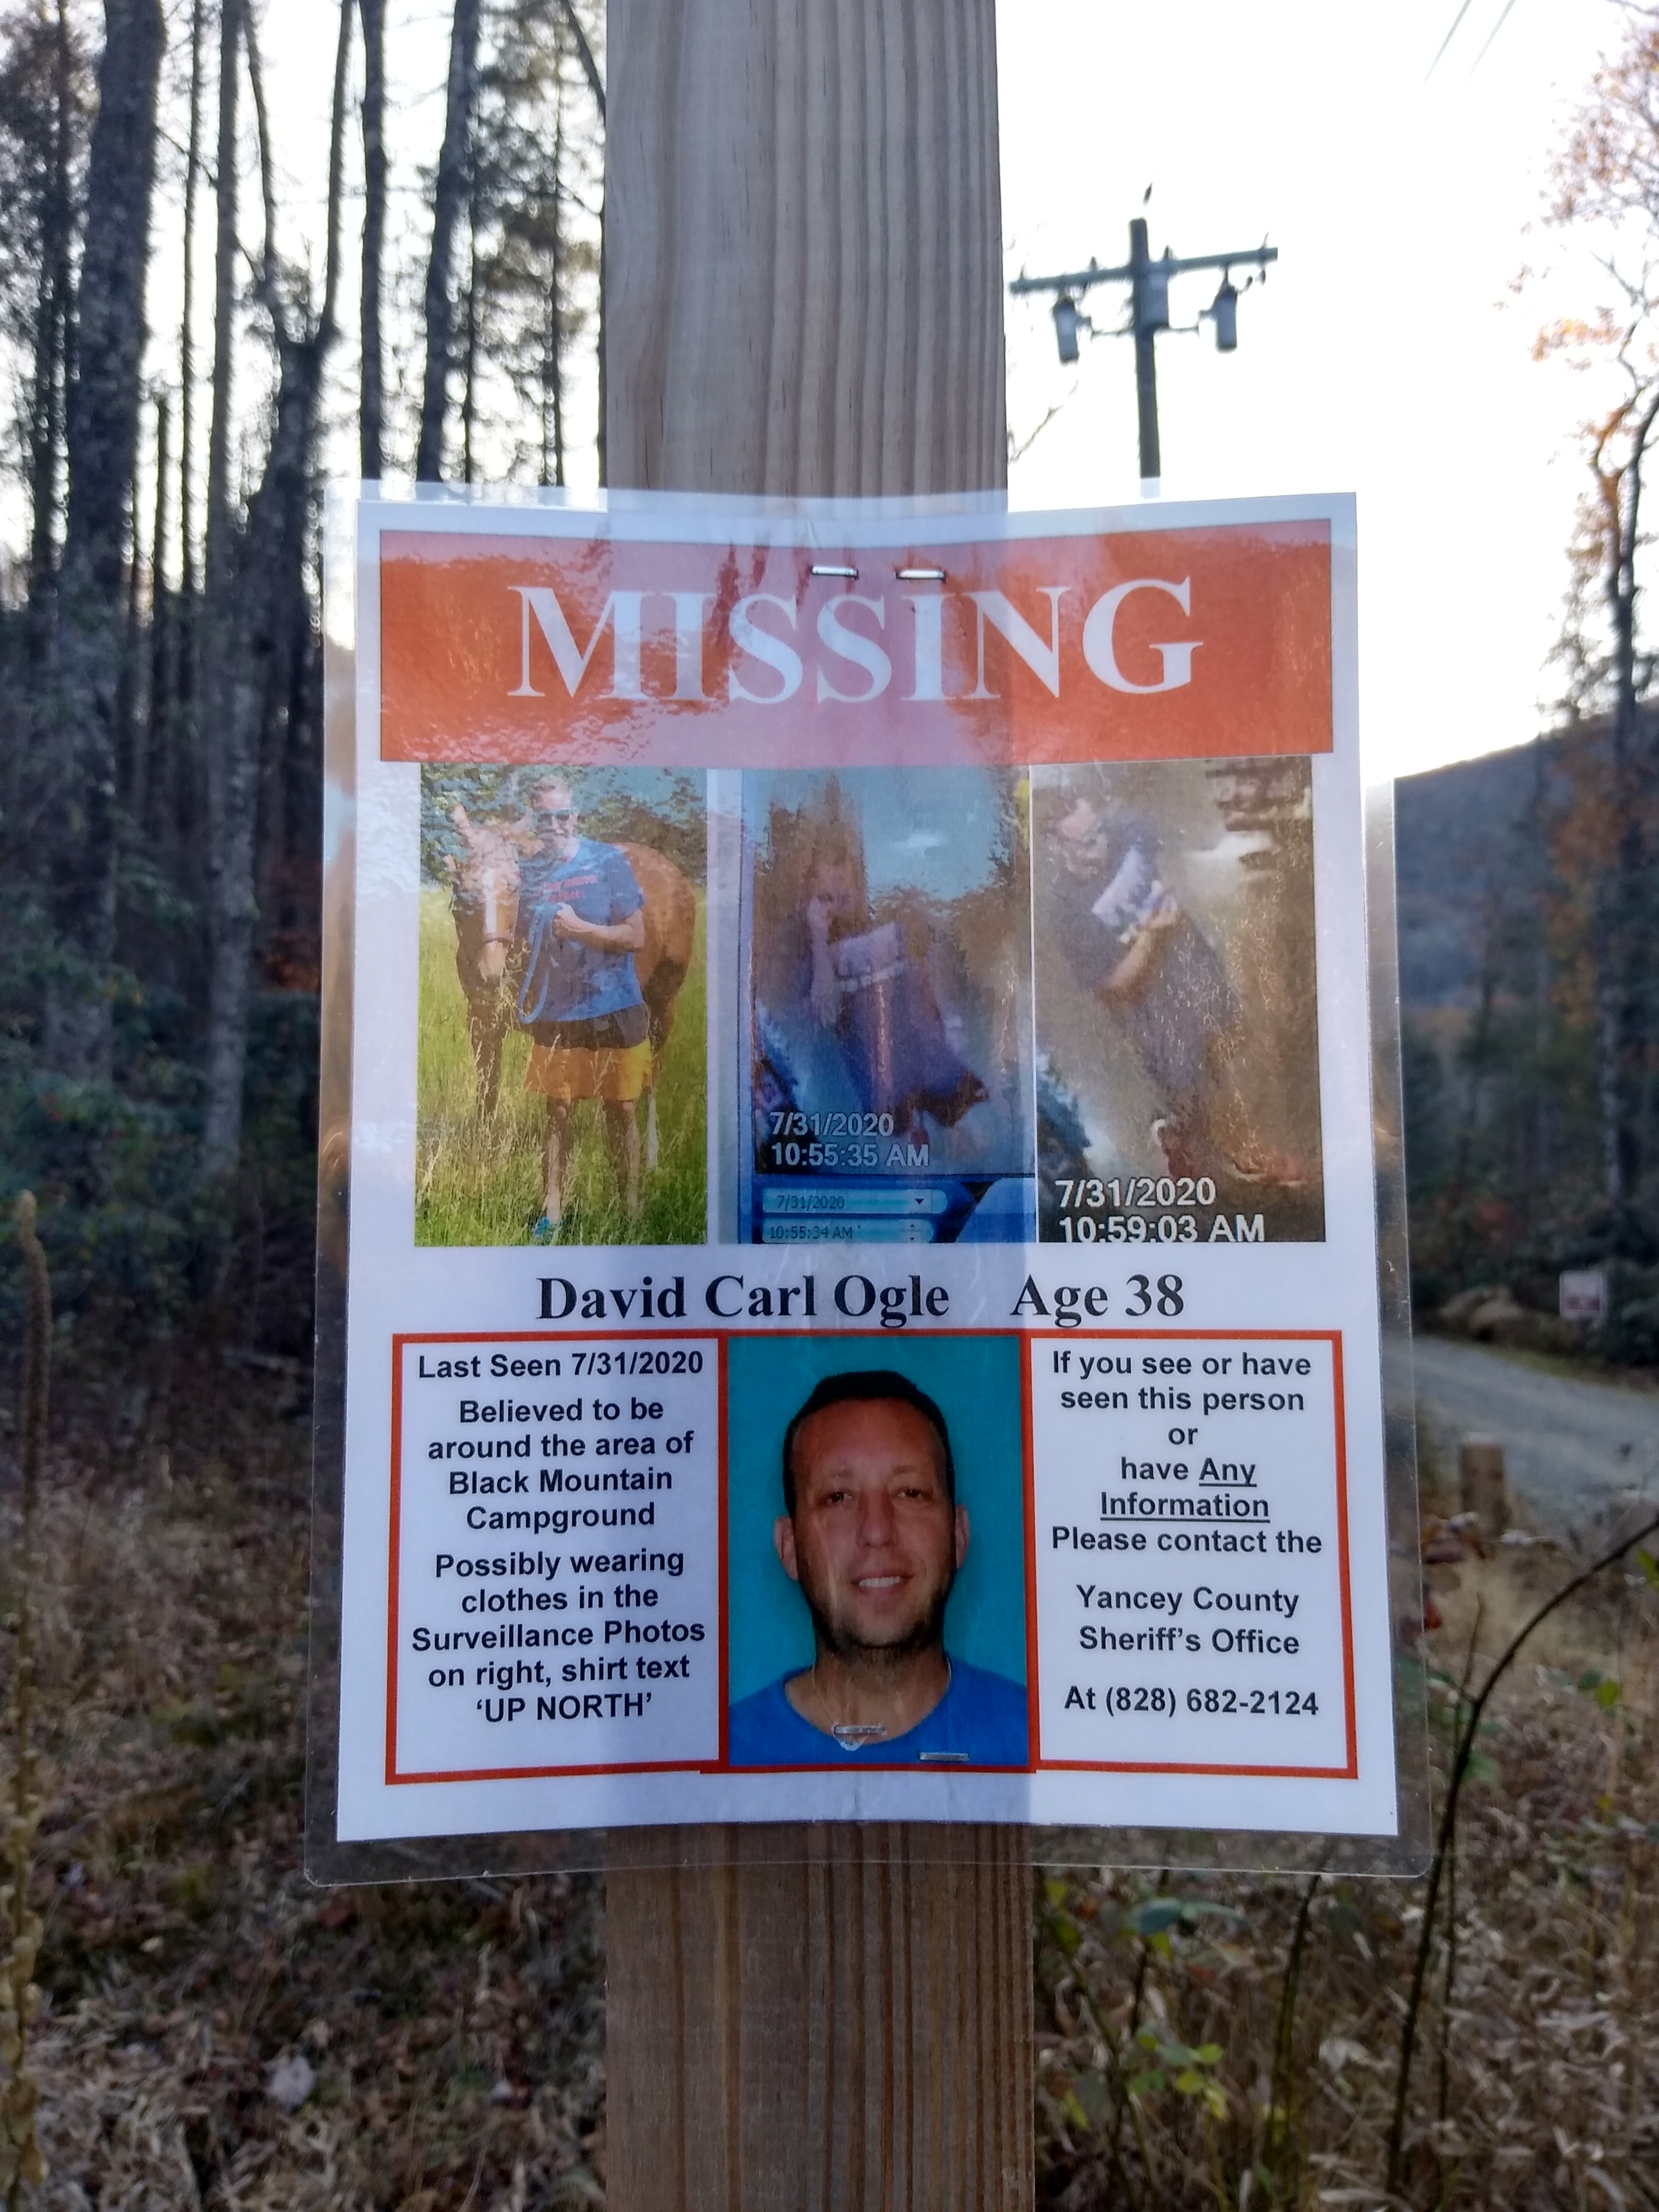 MISSING
7/31/2020
10:55:35 AM
7/31/2020
10:55:34 AM
7/31/2020
10:59:03 AM
David Carl Ogle Age 38
Last Seen 7/31/2020
Believed to be
around the area of
Black Mountain
Campground
Possibly wearing
clothes in the
Surveillance Photos
on right, shirt text
‘UP NORTH’
If you see or have
seen this person
or
have Any
Information
Please contact the
Yancey County
Sheriff’s Office
At (828) 682-2124